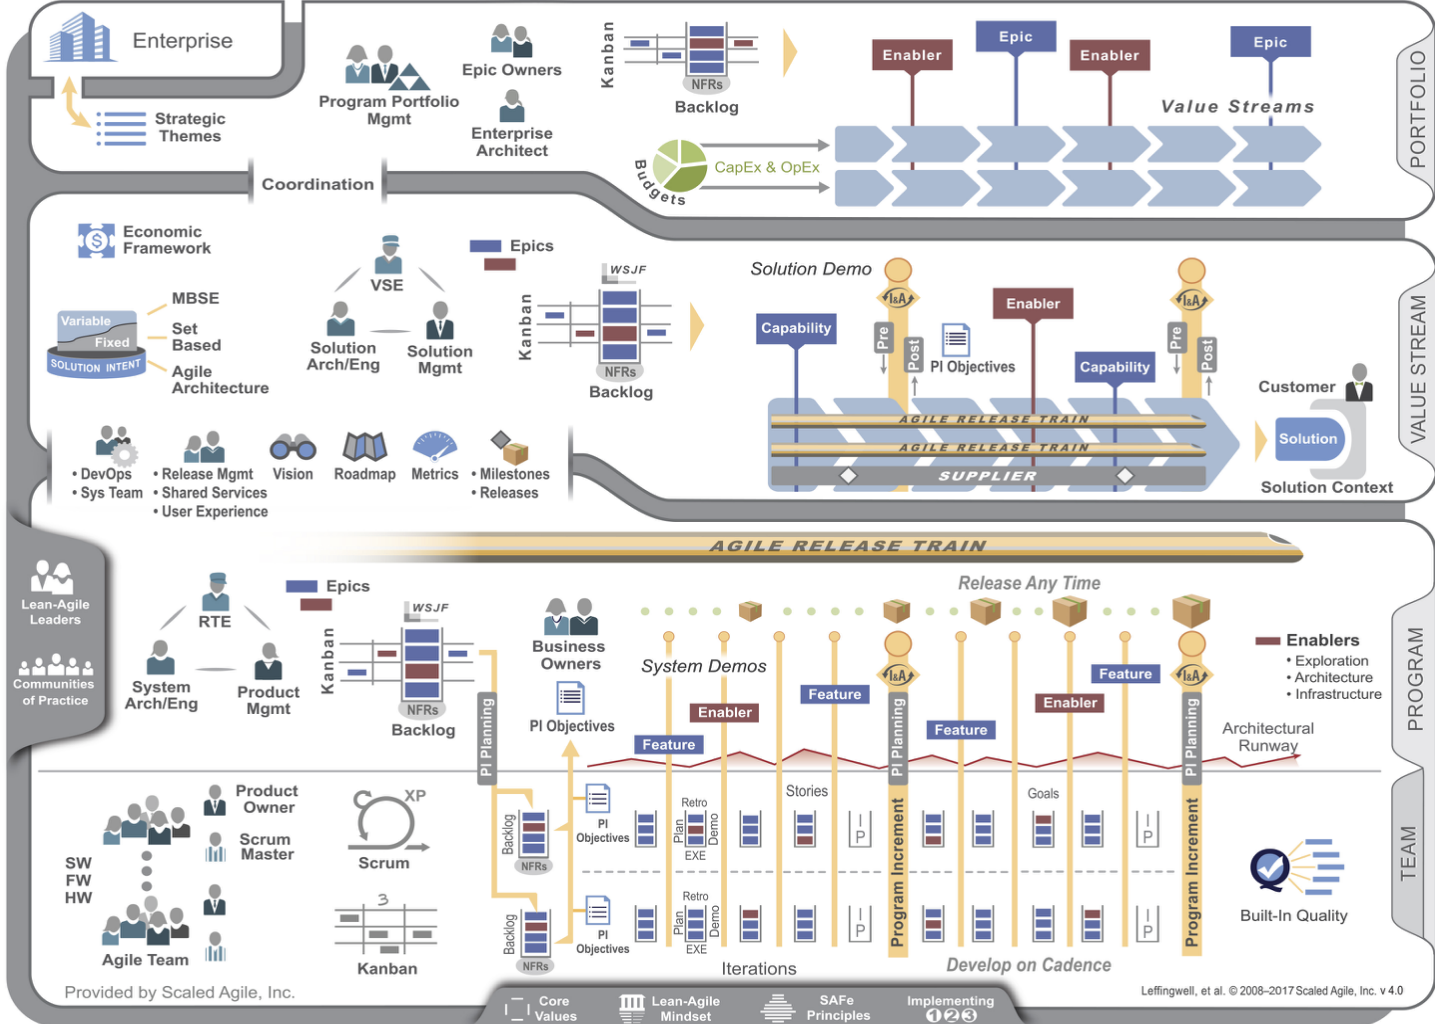 Enterprise
Strategic
Themes
Program Portfolio
Mgmt
Epic Owners
Enterprise
Architect
Kanban
NFRs
Backlog
Enabler
Epic
Enabler
Epic
Value Streams
Budgets
CapEx & OpEx
PORTFOLIO
Coordination
Economic
Framework
Variable
Fixed
SOLUTION INTENT
MBSE
Set
Based
Agile
Architecture
VSE
Solution
Arch/Eng
Solution
Mgmt
Epics
WSJF
Kanban
NFRs
Backlog
Solution Demo
I&A
I&A
Capability
Pre
Post
PI Objectives
Enabler
Capability
Pre
Post
AGILE RELEASE TRAIN
AGILE RELEASE TRAIN
SUPPLIER
Customer
Solution
Solution Context
VALUE STREAM
• DevOps
• Sys Team
• Release Mgmt
• Shared Services
• User Experience
Vision
Roadmap
Metrics
• Milestones
• Releases
Lean-Agile
Leaders
Communities
of Practice
AGILE RELEASE TRAIN
Release Any Time
RTE
System
Arch/Eng
Product
Mgmt
Epics
WSJF
Kanban
NFRs
Backlog
PI Planning
Business
Owners
PI Objectives
System Demos
Feature
Enabler
Feature
I&A
PI Planning
Feature
Enabler
Feature
I&A
PI Planning
Enablers
• Exploration
• Architecture
• Infrastructure
Architectural
Runway
PROGRAM
SW
FW
HW
Agile Team
Product
Owner
Scrum
Master
XP
Scrum
3
Kanban
Backlog
NFRs
PI
Objectives
Plan
Retro
Demo
EXE
Stories
I
P
Program Increment
Goals
I
P
Program Increment
Backlog
NFRs
PI
Objectives
Plan
Retro
Demo
EXE
I
P
I
P
Iterations
Develop on Cadence
Built-In Quality
TEAM
Provided by Scaled Agile, Inc.
Leffingwell, et al. © 2008–2017 Scaled Agile, Inc. v 4.0
Core
Values
Lean-Agile
Mindset
SAFe
Principles
Implementing
1 2 3